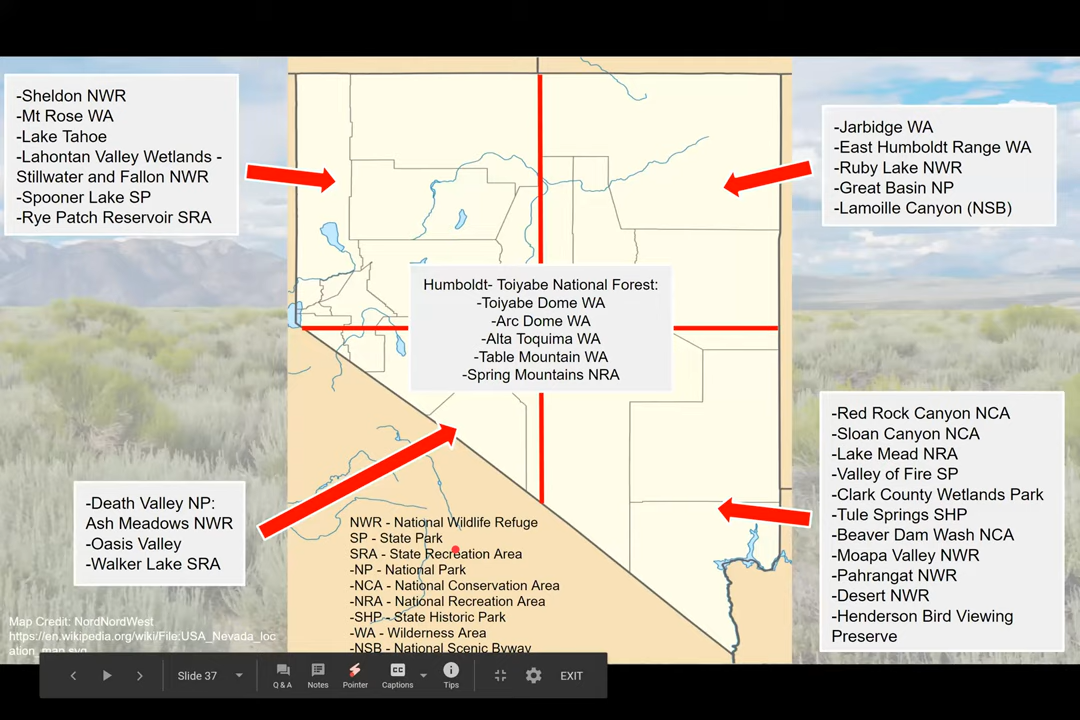 -Sheldon NWR
-Mt Rose WA
-Lake Tahoe
-Lahontan Valley Wetlands -
Stillwater and Fallon NWR
-Spooner Lake SP
-Rye Patch Reservoir SRA
-Jarbidge WA
-East Humboldt Range WA
-Ruby Lake NWR
-Great Basin NP
-Lamoille Canyon (NSB)
Humboldt- Toiyabe National Forest:
-Toiyabe Dome WA
-Arc Dome WA
-Alta Toquima WA
-Table Mountain WA
-Spring Mountains NRA
-Death Valley NP:
Ash Meadows NWR
-Oasis Valley
-Walker Lake SRA
-Red Rock Canyon NCA
-Sloan Canyon NCA
-Lake Mead NRA
-Valley of Fire SP
-Clark County Wetlands Park
-Tule Springs SHP
-Beaver Dam Wash NCA
-Moapa Valley NWR
-Pahrangat NWR
-Desert NWR
-Henderson Bird Viewing
Preserve
NWR - National Wildlife Refuge
SP - State Park
SRA - State Recreation Area
-NP - National Park
-NCA - National Conservation Area
-NRA - National Recreation Area
-SHP - State Historic Park
-WA - Wilderness Area
-NSB - National Scenic Byway
Map Credit: NordNordWest
https://en.wikipedia.org/wiki/File:USA_Nevada_loc
ation_map.svg
Slide 37
Q & A
Notes
Pointer
CC
Captions
Tips
EXIT